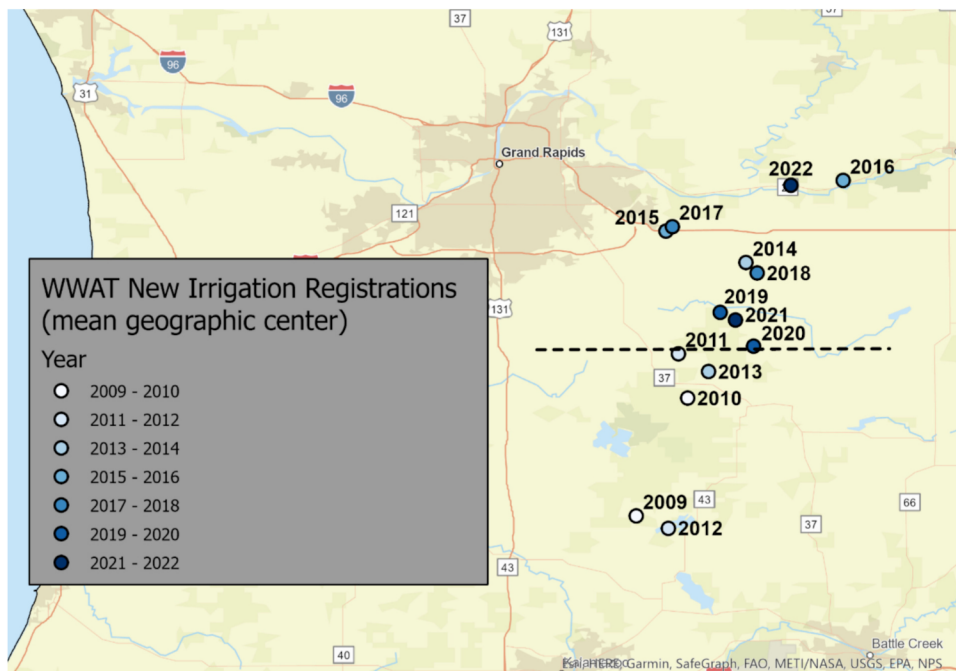 37
37
131
96
31
96
Grand Rapids
2022
2016
121
2015
2017
2014
2018
WWAT New Irrigation Registrations
(mean geographic center)
Year
2009 - 2010
2011 - 2012
2013 - 2014
2015 - 2016
2017 - 2018
2019 - 2020
2021 - 2022
131
2019
2021
2020
2011
2013
37
2010
2009
43
2012
66
37
43
40
Battle Creek
Esri, HERE, Garmin, SafeGraph, FAO, METI/NASA, USGS, EPA, NPS